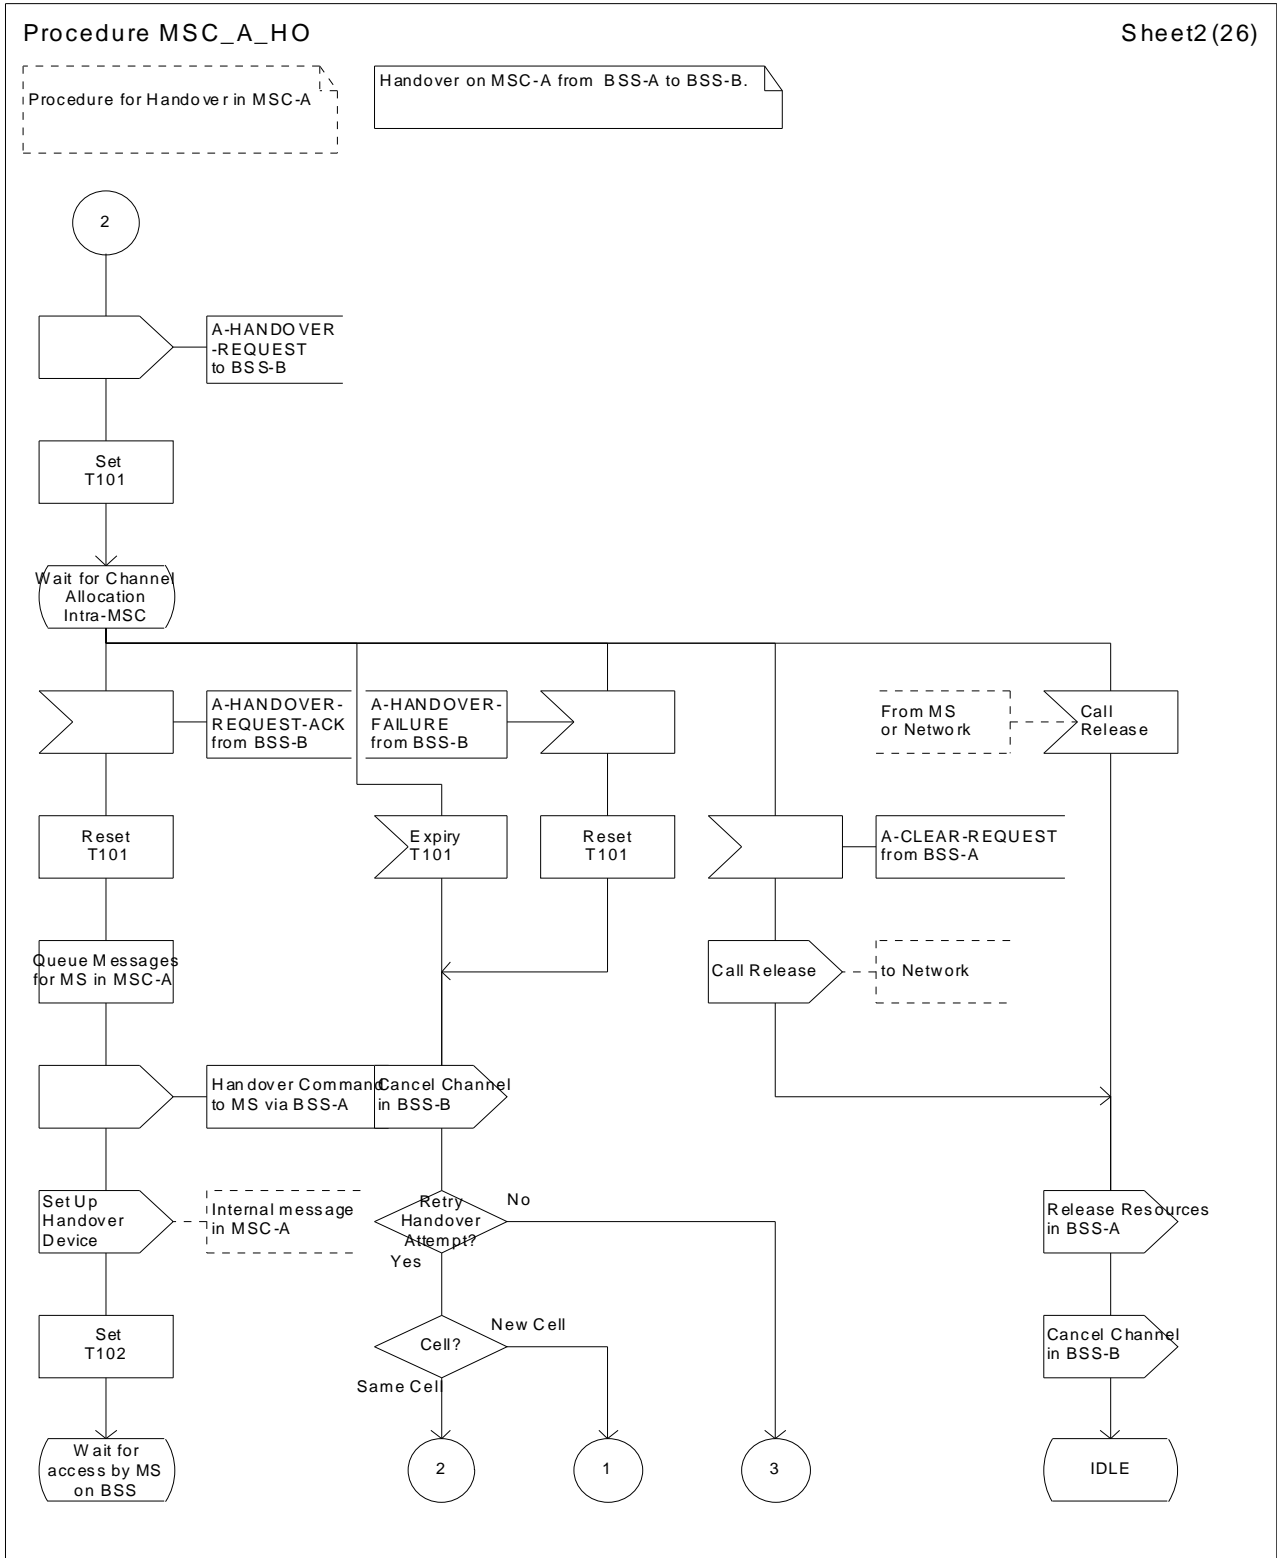 Procedure MSC_A_HO
Sheet2(26)
Procedure for Handover in MSC-A
Handover on MSC-A from BSS-A to BSS-B.
2
A-HANDOVER
-REQUEST
to BSS-B
Set
T101
Wait for Channel
Allocation
Intra-MSC
A-HANDOVER-
REQUEST-ACK
from BSS-B
A-HANDOVER-
FAILURE
from BSS-B
From MS
or Network
Call
Release
Reset
T101
Expiry
T101
Reset
T101
A-CLEAR-REQUEST
from BSS-A
Queue Messages
for MS in MSC-A
Call Release
to Network
Handover Command
to MS via BSS-A
Cancel Channel
in BSS-B
Set Up
Handover
Device
Internal message
in MSC-A
Retry
Handover
Attempt?
No
Yes
Release Resources
in BSS-A
Set
T102
Cell?
New Cell
Same Cell
Cancel Channel
in BSS-B
Wait for
access by MS
on BSS
2
1
3
IDLE